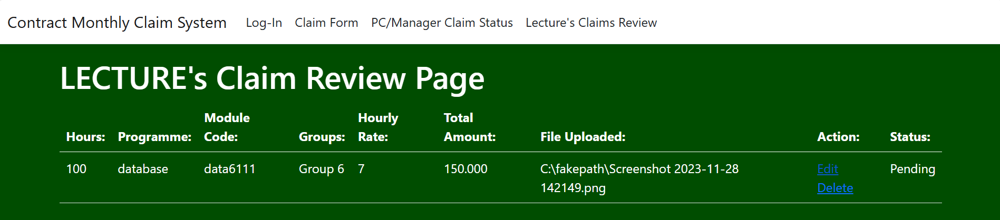 Contract Monthly Claim System Log-In Claim Form PC/Manager Claim Status Lecture's Claims Review
LECTURE's Claim Review Page
Hours: Programme: Module Code: Groups: Hourly Rate: Total Amount: File Uploaded: Action: Status:
100 database data6111 Group 6 7 150.000 C:\fakepath\Screenshot 2023-11-28 142149.png Edit Delete Pending